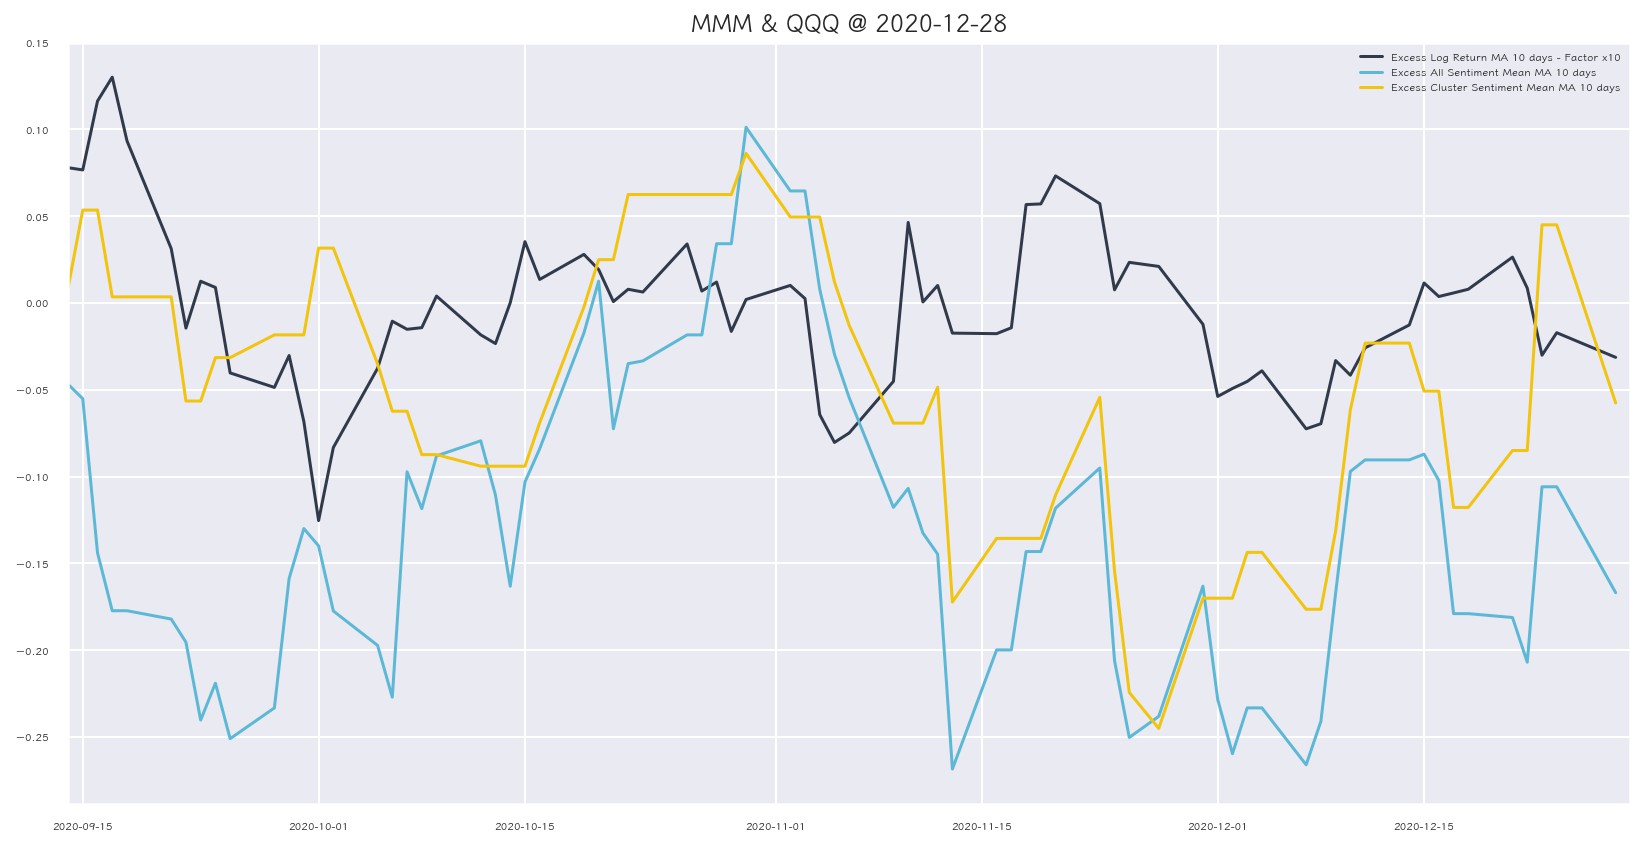 MMM & QQQ @ 2020-12-28
Excess Log Return MA 10 days - Factor x10
Excess All Sentiment Mean MA 10 days
Excess Cluster Sentiment Mean MA 10 days
0.15
0.10
0.05
0.00
−0.05
−0.10
−0.15
−0.20
−0.25
2020-09-15 2020-10-01 2020-10-15 2020-11-01 2020-11-15 2020-12-01 2020-12-15